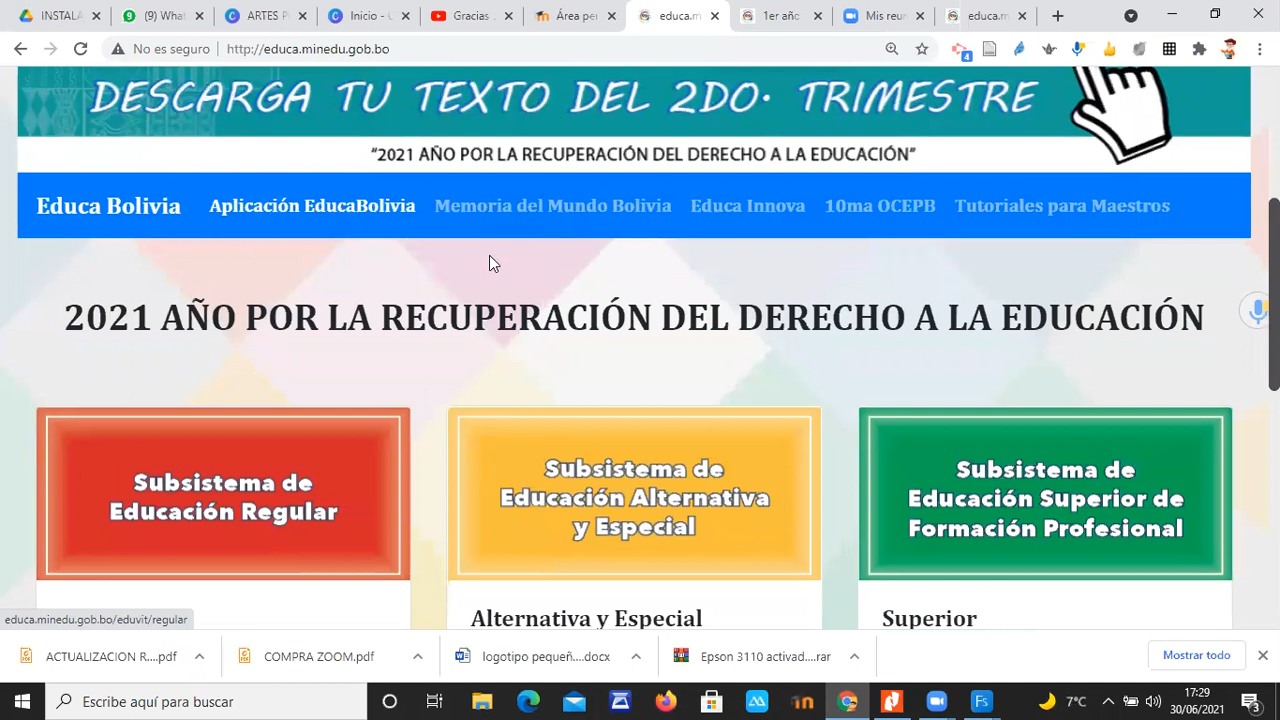 INSTALA
(9) What
ARTES P
Inicio - C
Gracias
Área per
educa.m
1er año
Mis reu
educa.m
No es seguro
http://educa.minedu.gob.bo
4
DESCARGA TU TEXTO DEL 2DO. TRIMESTRE
“2021 AÑO POR LA RECUPERACIÓN DEL DERECHO A LA EDUCACIÓN”
Educa Bolivia Aplicación EducaBolivia Memoria del Mundo Bolivia Educa Innova 10ma OCEPB Tutoriales para Maestros
2021 AÑO POR LA RECUPERACIÓN DEL DERECHO A LA EDUCACIÓN
Subsistema de
Educación Regular
Subsistema de
Educación Alternativa
y Especial
Subsistema de
Educación Superior de
Formación Profesional
Alternativa y Especial
Superior
educa.minedu.gob.bo/eduvit/regular
ACTUALIZACION R....pdf
COMPRA ZOOM.pdf
logotipo pequeñ....docx
Epson 3110 activad....rar
Mostrar todo
Escribe aquí para buscar
Fs
7°C
17:29
30/06/2021
3